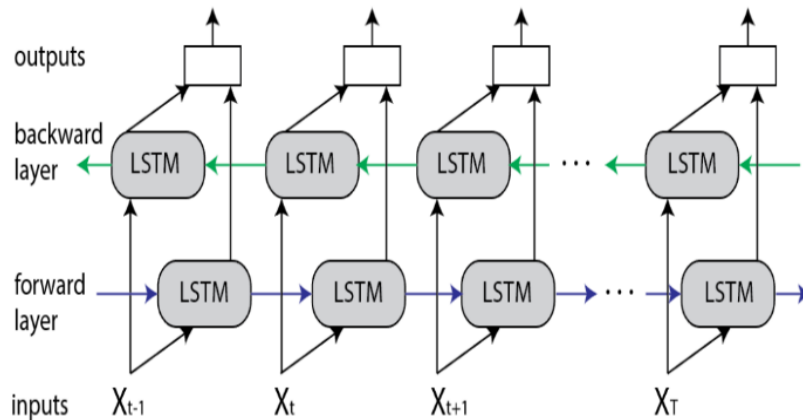 outputs
backward
layer
LSTM LSTM LSTM ... LSTM
forward
layer
LSTM LSTM LSTM ... LSTM
inputs Xt-1 Xt Xt+1 XT